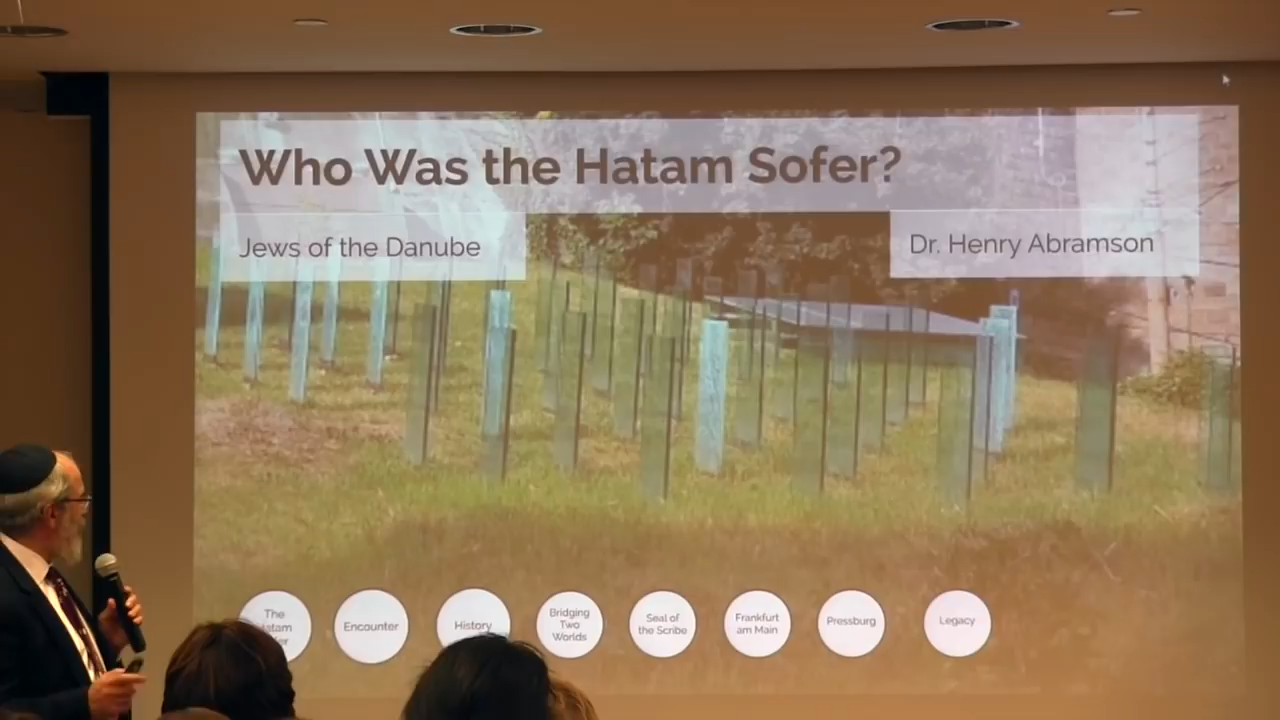 Who Was the Hatam Sofer?
Jews of the Danube
Dr. Henry Abramson
The
Encounter
History
Bridging
Two
Worlds
Seal of
the Scribe
Frankfurt
am Main
Pressburg
Legacy